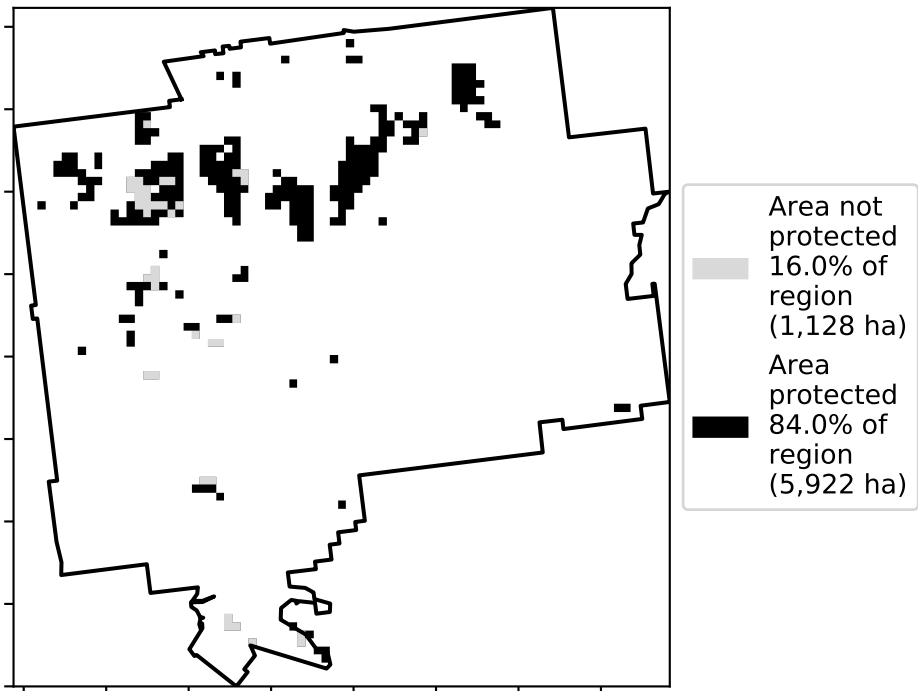 Area not
protected
16.0% of
region
(1,128 ha)
Area
protected
84.0% of
region
(5,922 ha)